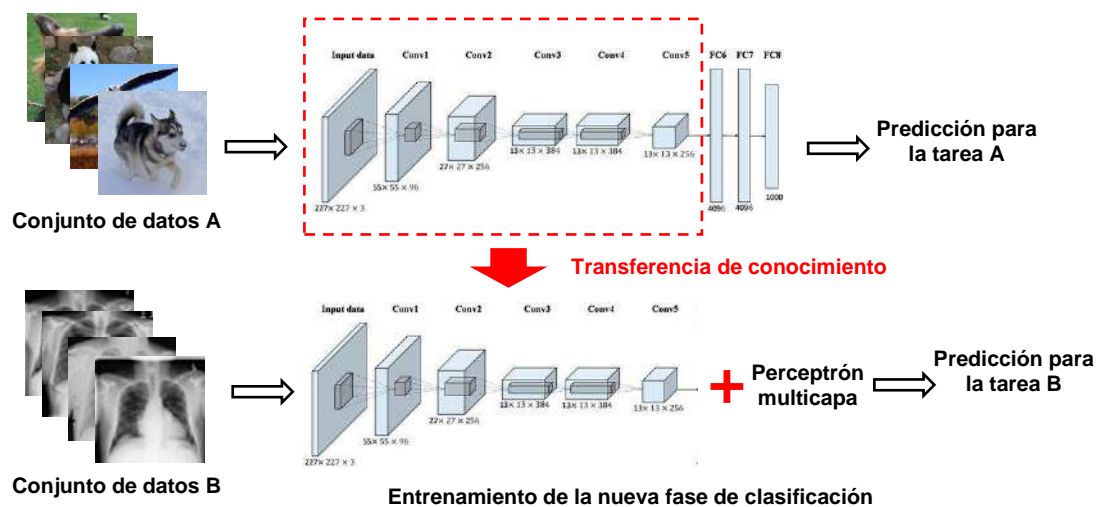 Input data Conv1 Conv2 Conv3 Conv4 Conv5 FC6 FC7 FC8
13× 13 × 384 13× 13 × 384 13× 13 × 256
27× 27 × 256
55× 55 × 96
227× 227 × 3
4096 4096 1000
Conjunto de datos A
Predicción para
la tarea A
Transferencia de conocimiento
Input data Conv1 Conv2 Conv3 Conv4 Conv5
13× 13 × 384 13× 13 × 384 13× 13 × 256
27× 27 × 256
55× 55 × 96
227× 227 × 3
+
Perceptrón
multicapa
Predicción para
la tarea B
Conjunto de datos B
Entrenamiento de la nueva fase de clasificación